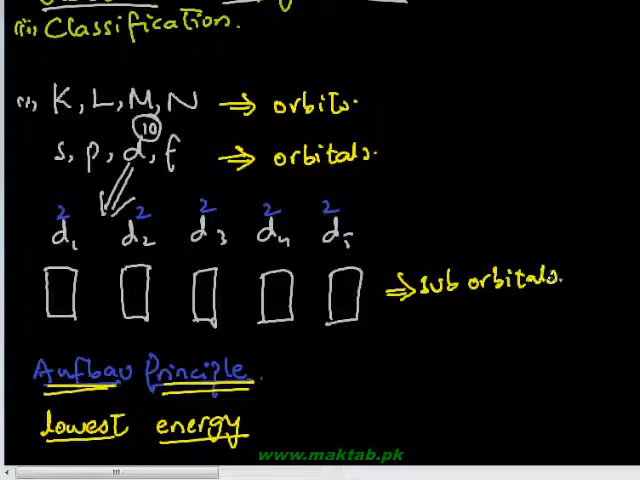 (ii) Classification.
(i), K, L, M, N ⇒ orbits.
10
s, p, d, f ⇒ orbitals.
2 2 2 2 2
d1 d2 d3 d4 d5
⇒ sub orbitals.
Aufbau Principle.
lowest energy
www.maktab.pk